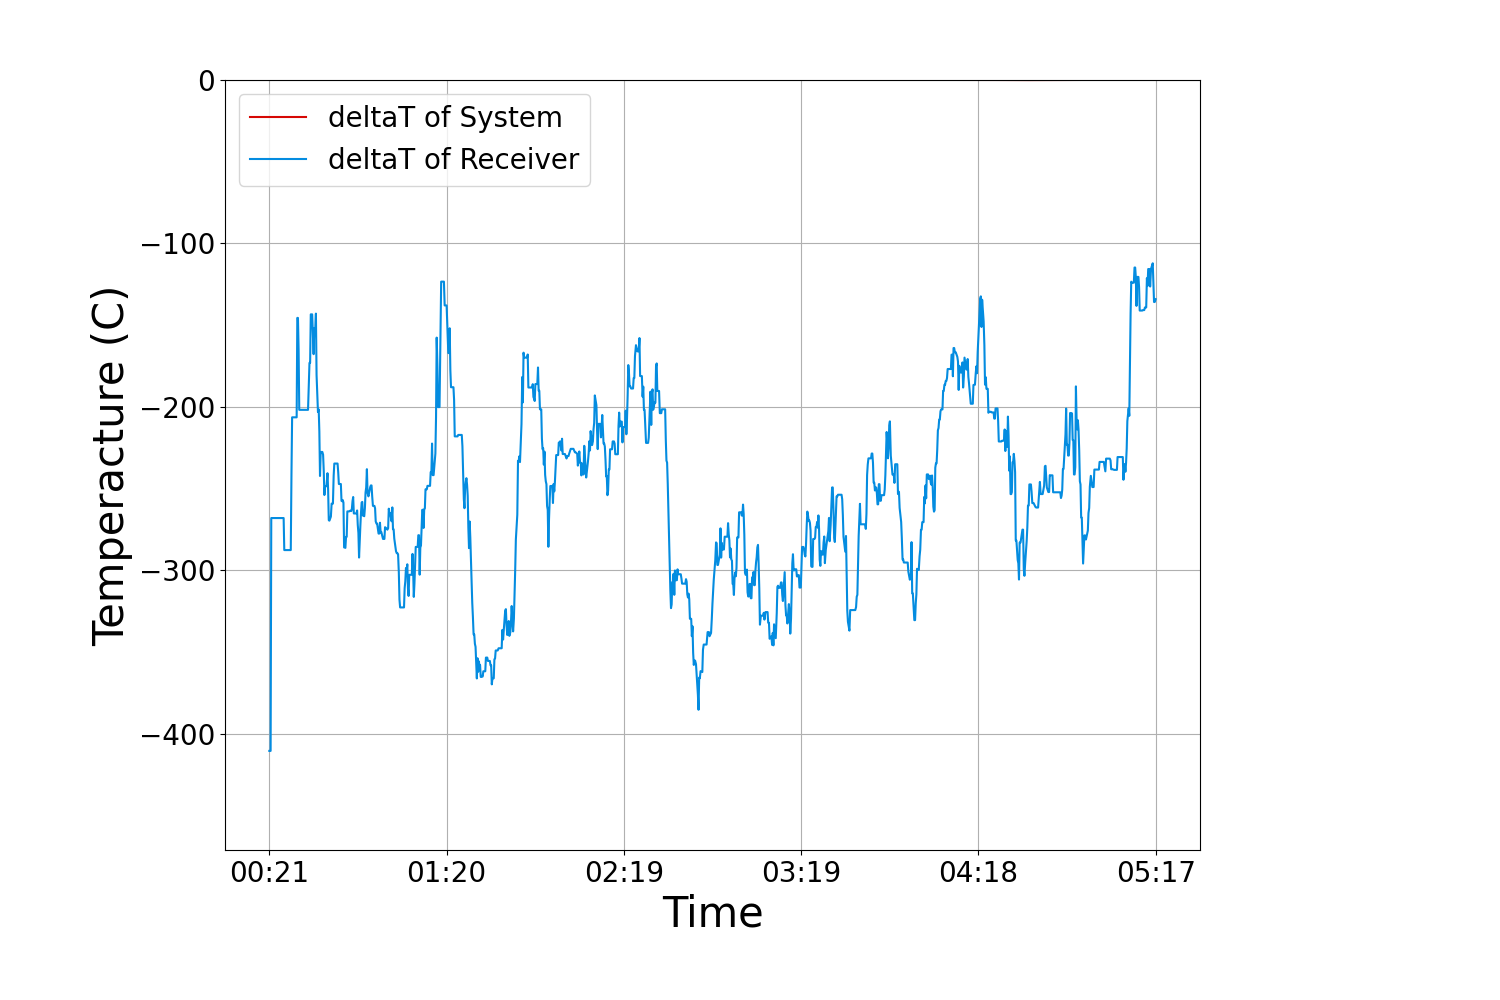 0
−100
−200
−300
−400
deltaT of System
deltaT of Receiver
Temperacture (C)
00:21 01:20 02:19 03:19 04:18 05:17
Time